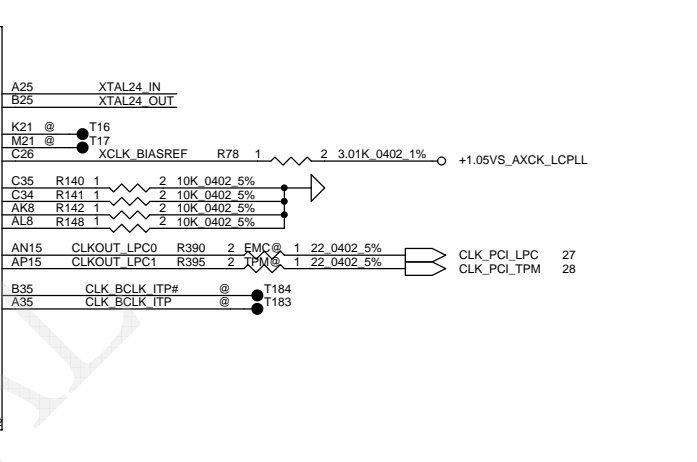 A25 XTAL24_IN
B25 XTAL24_OUT
K21 @ T16
M21 @ T17
C26 XCLK_BIASREF R78 1 2 3.01K_0402_1% +1.05VS_AXCK_LCPLL
C35 R140 1 2 10K_0402_5%
C34 R141 1 2 10K_0402_5%
AK8 R142 1 2 10K_0402_5%
AL8 R148 1 2 10K_0402_5%
AN15 CLKOUT_LPC0 R390 2 EMC@ 1 22_0402_5% CLK_PCI_LPC 27
AP15 CLKOUT_LPC1 R395 2 TPM@ 1 22_0402_5% CLK_PCI_TPM 28
B35 CLK_BCLK_ITP# @ T184
A35 CLK_BCLK_ITP @ T183